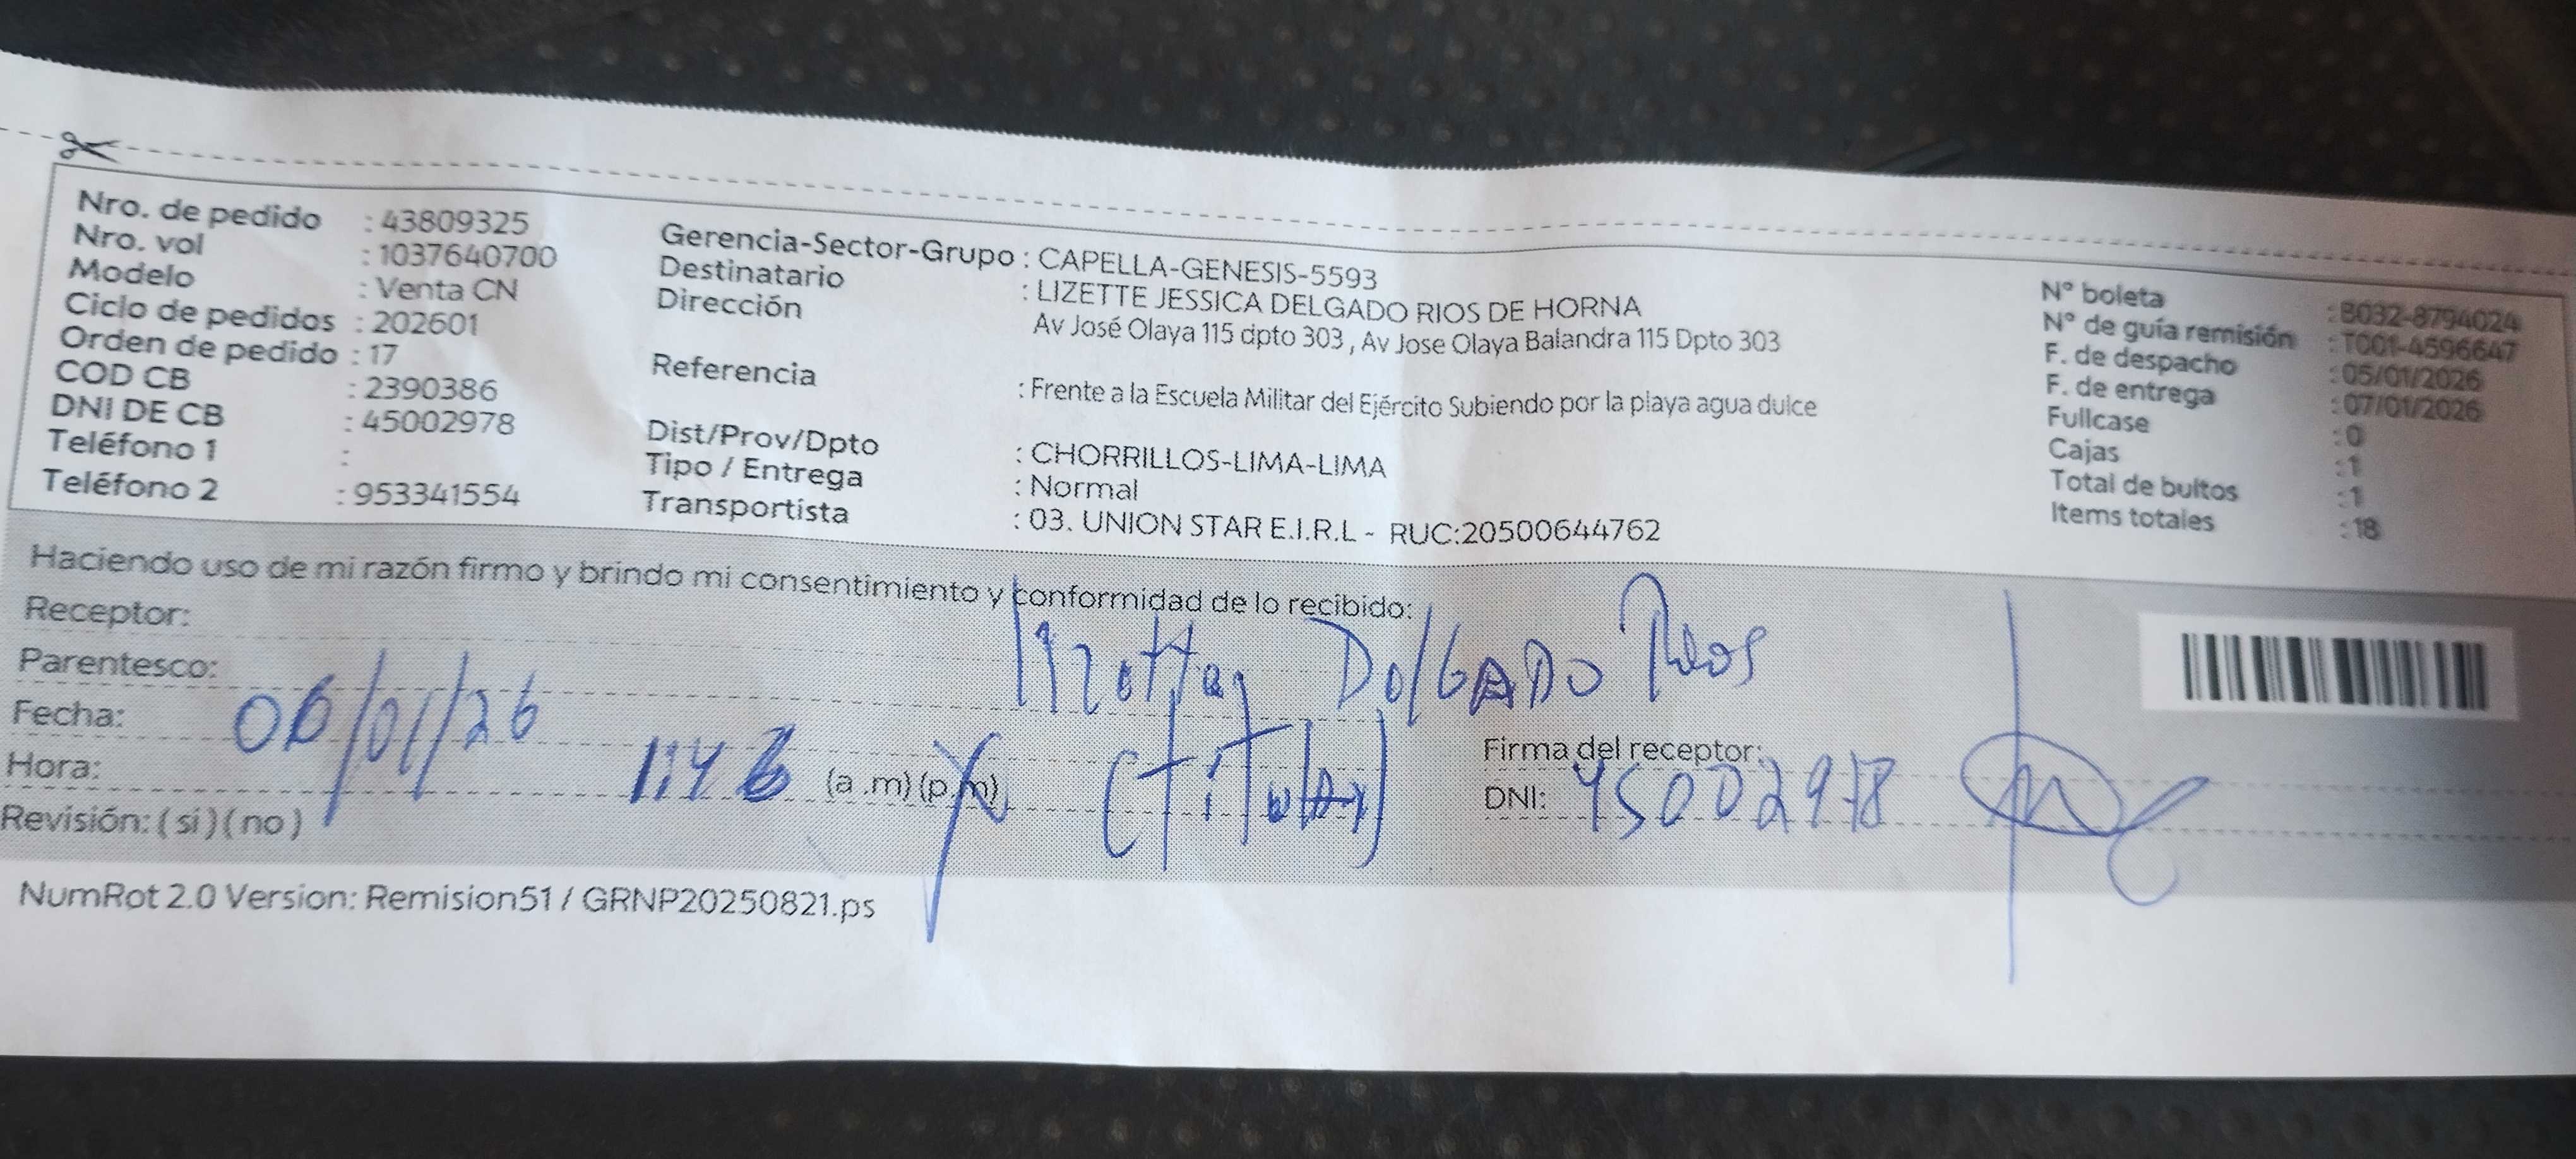 Nro. de pedido : 43809325
Nro. vol : 1037640700
Modelo : Venta CN
Ciclo de pedidos : 202601
Orden de pedido : 17
COD CB : 2390386
DNI DE CB : 45002978
Teléfono 1 :
Teléfono 2 : 953341554
Gerencia-Sector-Grupo : CAPELLA-GENESIS-5593
Destinatario : LIZETTE JESSICA DELGADO RIOS DE HORNA
Dirección Av José Olaya 115 dpto 303 , Av Jose Olaya Balandra 115 Dpto 303
Referencia : Frente a la Escuela Militar del Ejército Subiendo por la playa agua dulce
Dist/Prov/Dpto : CHORRILLOS-LIMA-LIMA
Tipo / Entrega : Normal
Transportista : 03. UNION STAR E.I.R.L - RUC:20500644762
N° boleta : B032-8794024
N° de guía remisión : T001-4596647
F. de despacho : 05/01/2026
F. de entrega : 07/01/2026
Fullcase : 0
Cajas : 1
Total de bultos : 1
Items totales : 18
Haciendo uso de mi razón firmo y brindo mi consentimiento y conformidad de lo recibido:
Receptor: DelGADO Rios
Parentesco: (TiTulAR)
Fecha: 06/01/26
Hora: 1:46 (a .m) (p.m)
Revisión: ( si ) ( no )
Firma del receptor:
DNI: 45002978
NumRot 2.0 Version: Remision51 / GRNP20250821.ps